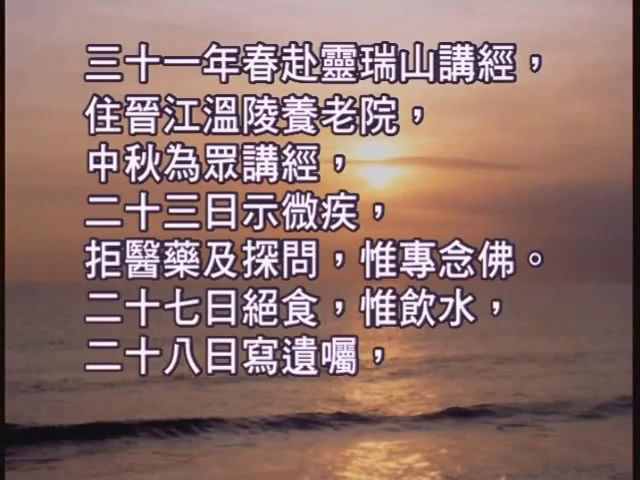 三十一年春赴靈瑞山講經，
住晉江溫陵養老院，
中秋為眾講經，
二十三日示微疾，
拒醫藥及探問，惟專念佛。
二十七日絕食，惟飲水，
二十八日寫遺囑，